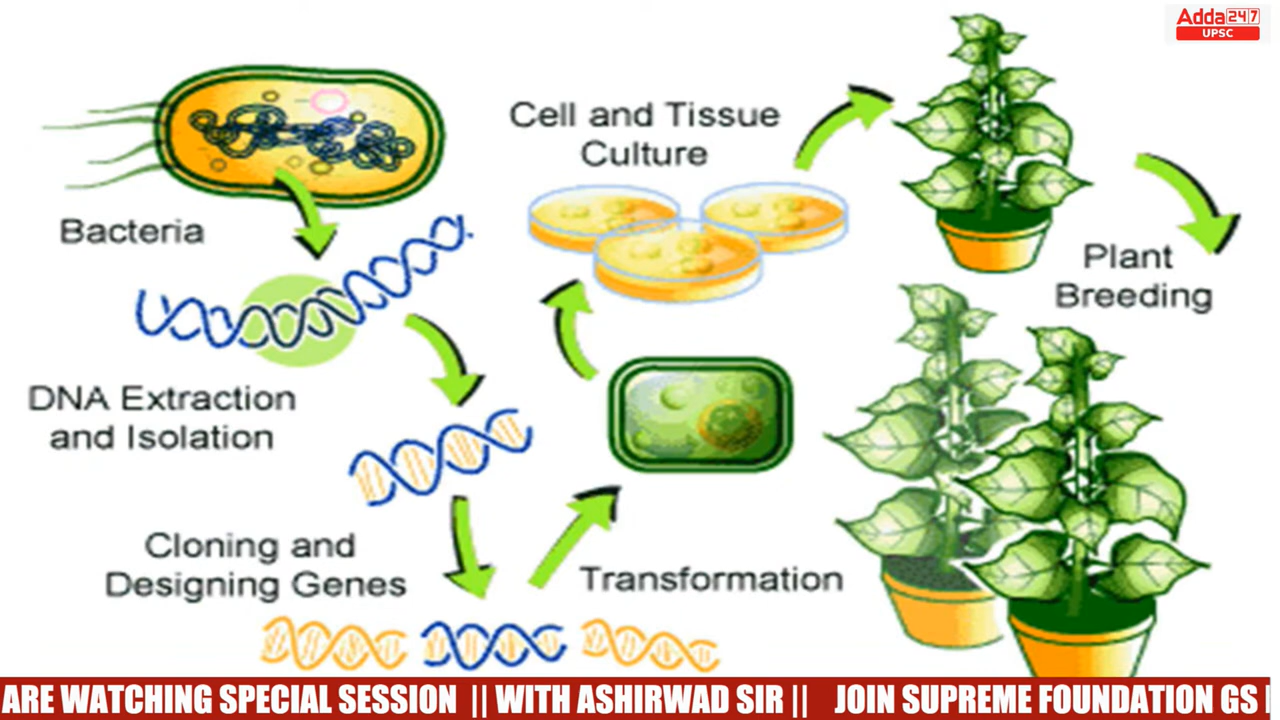 Adda247
UPSC
Cell and Tissue
Culture
Bacteria
Plant
Breeding
DNA Extraction
and Isolation
Cloning and
Designing Genes
Transformation
ARE WATCHING SPECIAL SESSION || WITH ASHIRWAD SIR || JOIN SUPREME FOUNDATION GS